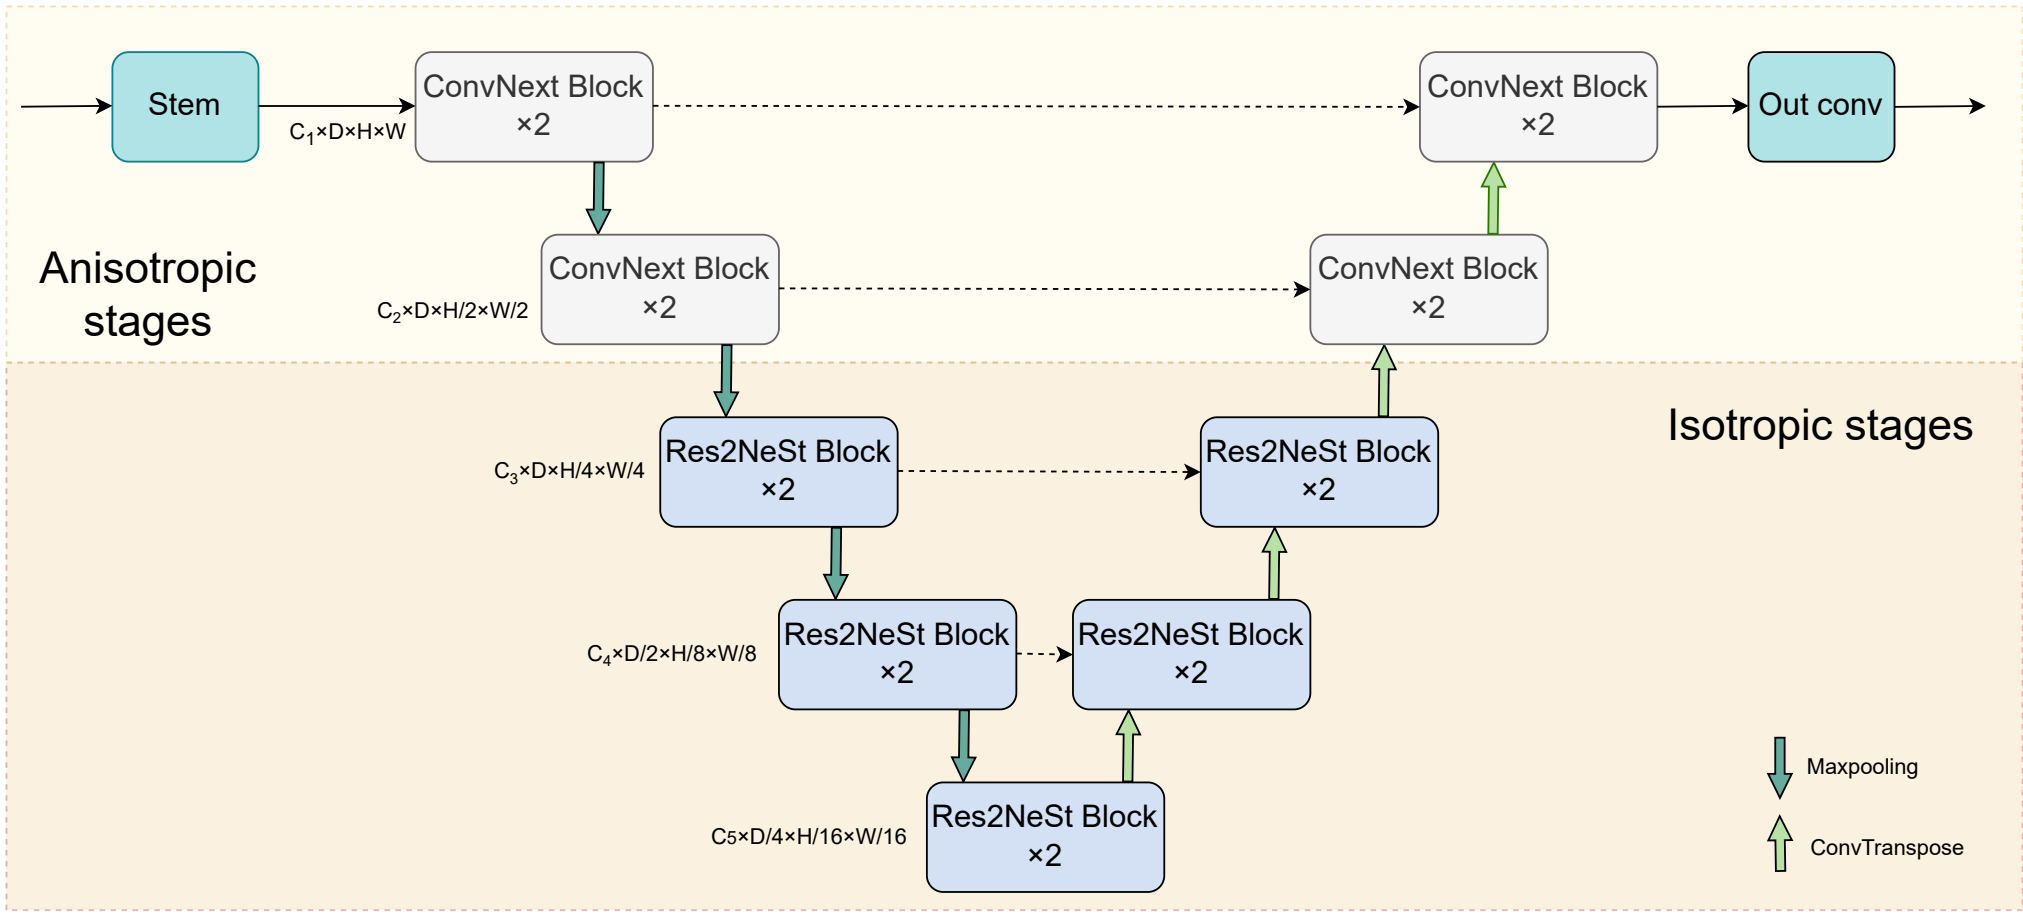 Stem
C₁×D×H×W
ConvNext Block
×2
ConvNext Block
×2
Out conv
Anisotropic
stages
C₂×D×H/2×W/2
ConvNext Block
×2
ConvNext Block
×2
Isotropic stages
C₃×D×H/4×W/4
Res2NeSt Block
×2
Res2NeSt Block
×2
C₄×D/2×H/8×W/8
Res2NeSt Block
×2
Res2NeSt Block
×2
C5×D/4×H/16×W/16
Res2NeSt Block
×2
Maxpooling
ConvTranspose